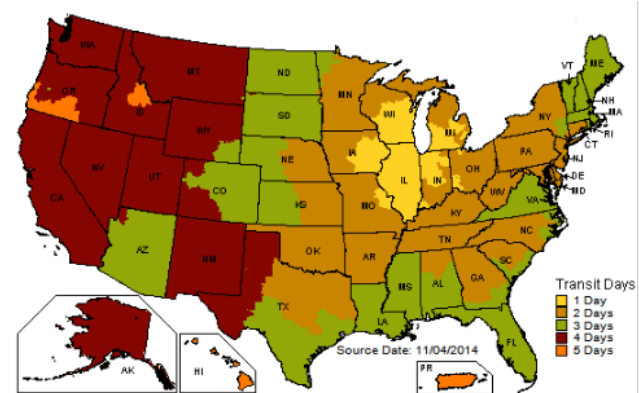 WA
MT
ND
MN
VT
ME
OR
ID
SD
WI
MI
NY
NH
MA
RI
CT
WY
IA
NE
PA
NJ
NV
UT
CO
IL
IN
OH
DE
MD
CA
KS
MO
WV
VA
KY
AZ
NM
OK
AR
TN
NC
SC
TX
MS
AL
GA
LA
FL
Transit Days
1 Day
2 Days
3 Days
4 Days
5 Days
Source Date: 11/04/2014
AK
HI
PR